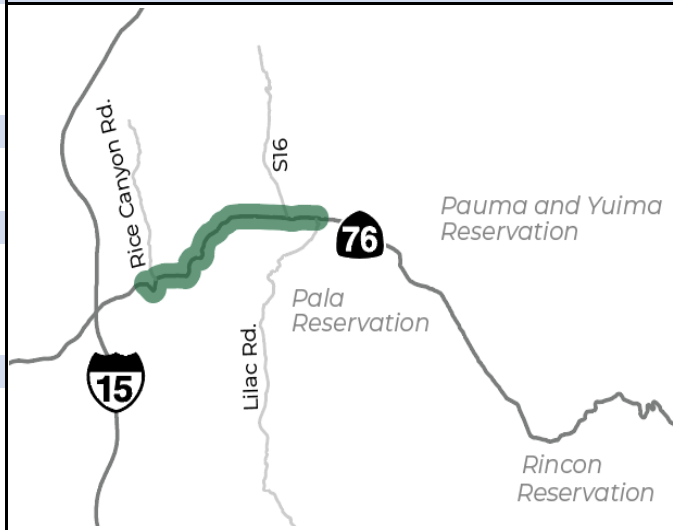 Rice Canyon Rd.
S16
76
Pauma and Yuima
Reservation
Pala
Reservation
Lilac Rd.
15
Rincon
Reservation